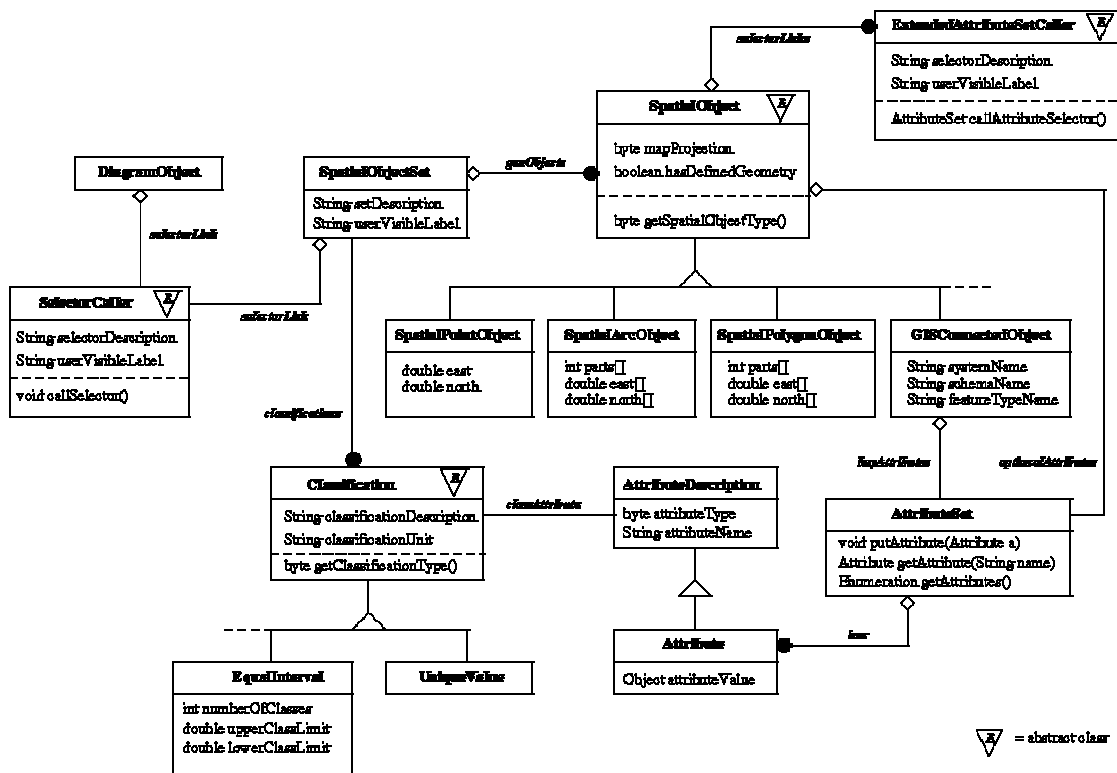 ExtendedAttributeSetCaller
String selectorDescription
String userVisibleLabel
AttributeSet callAttributeSelector()
selectorLinks
SpatialObject
byte mapProjection
boolean hasDefinedGeometry
byte getSpatialObjectType()
DiagramObject
SpatialObjectSet
String setDescription
String userVisibleLabel
geoObjects
selectorLink
SelectorCaller
String selectorDescription
String userVisibleLabel
void callSelector()
selectorLink
SpatialPointObject
double east
double north
SpatialArcObject
int parts[]
double east[]
double north[]
SpatialPolygonObject
int parts[]
double east[]
double north[]
GISConnectedObject
String systemName
String schemaName
String featureTypeName
classifications
keyAttributes
optionalAttributes
Classification
String classificationDescription
String classificationUnit
byte getClassificationType()
classAttribute
AttributeDescription
byte attributeType
String attributeName
AttributeSet
void putAttribute(Attribute a)
Attribute getAttribute(String name)
Enumeration getAttributes()
Attribute
Object attributeValue
EqualInterval
int numberOfClasses
double upperClassLimit
double lowerClassLimit
UniqueValue
= abstract class